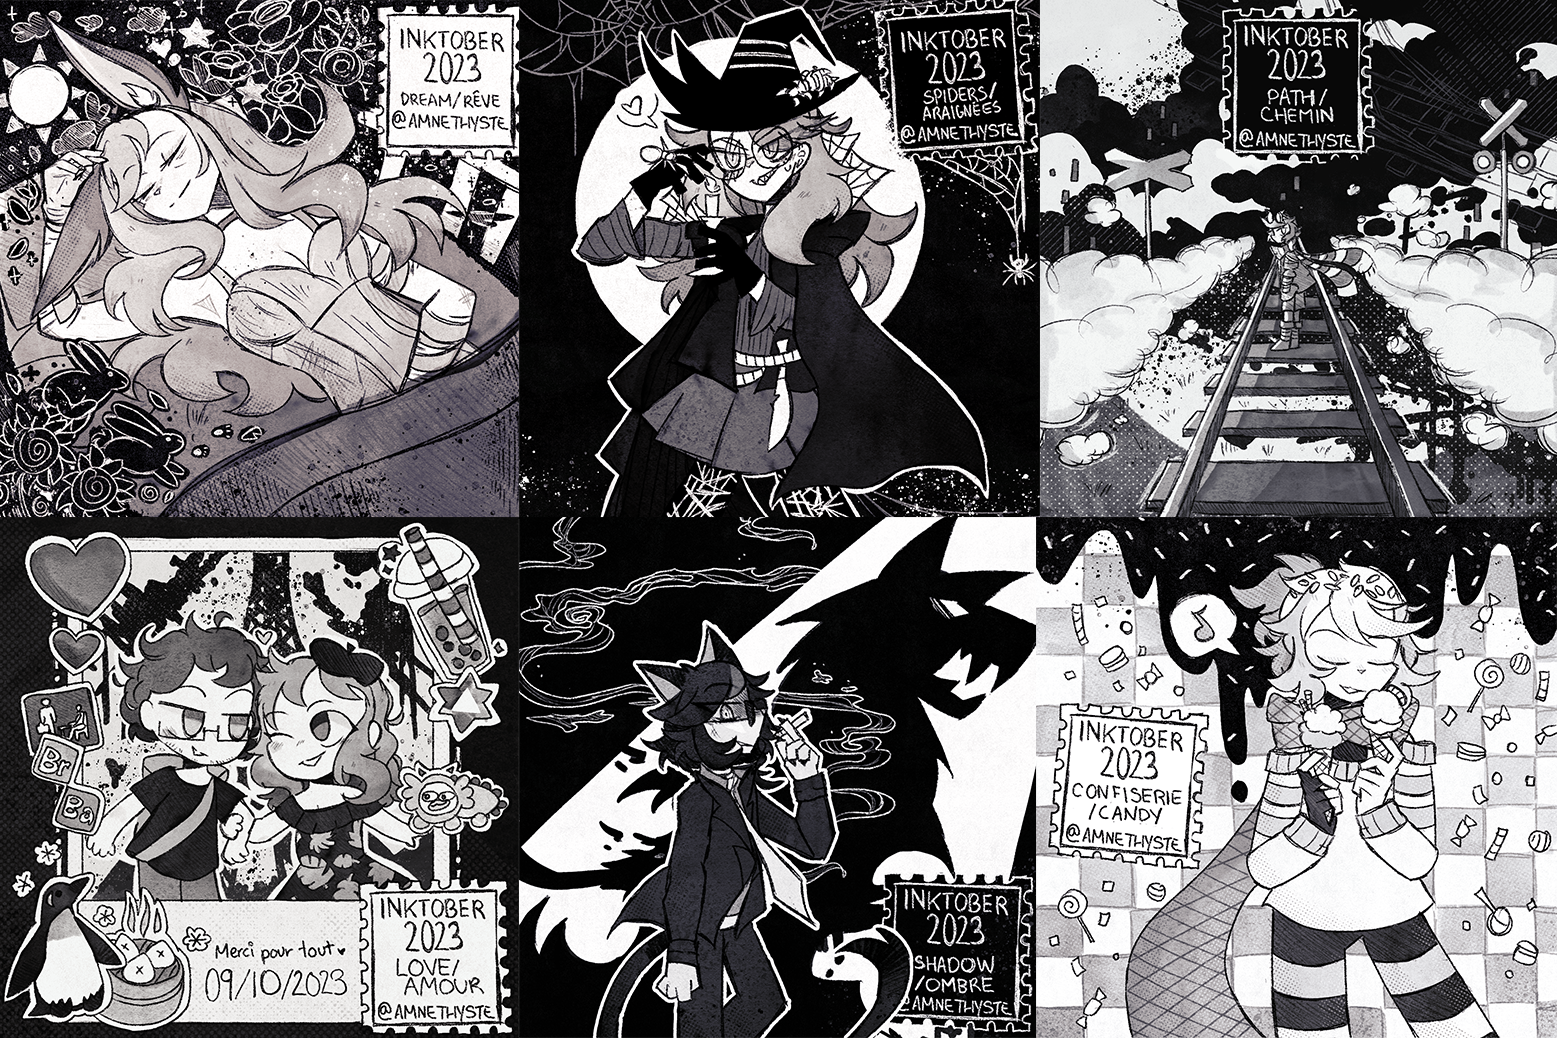 INKTOBER
2023
DREAM/RÊVE
@AMNETHYSTE
INKTOBER
2023
SPIDERS/
ARAIGNÉES
@AMNETHYSTE
INKTOBER
2023
PATH/
CHEMIN
@AMNETHYSTE
Br
Ba
Merci pour tout
09/10/2023
INKTOBER
2023
LOVE/
AMOUR
@AMNETHYSTE
INKTOBER
2023
SHADOW
/OMBRE
@AMNETHYSTE
INKTOBER
2023
CONFISERIE
/CANDY
@AMNETHYSTE